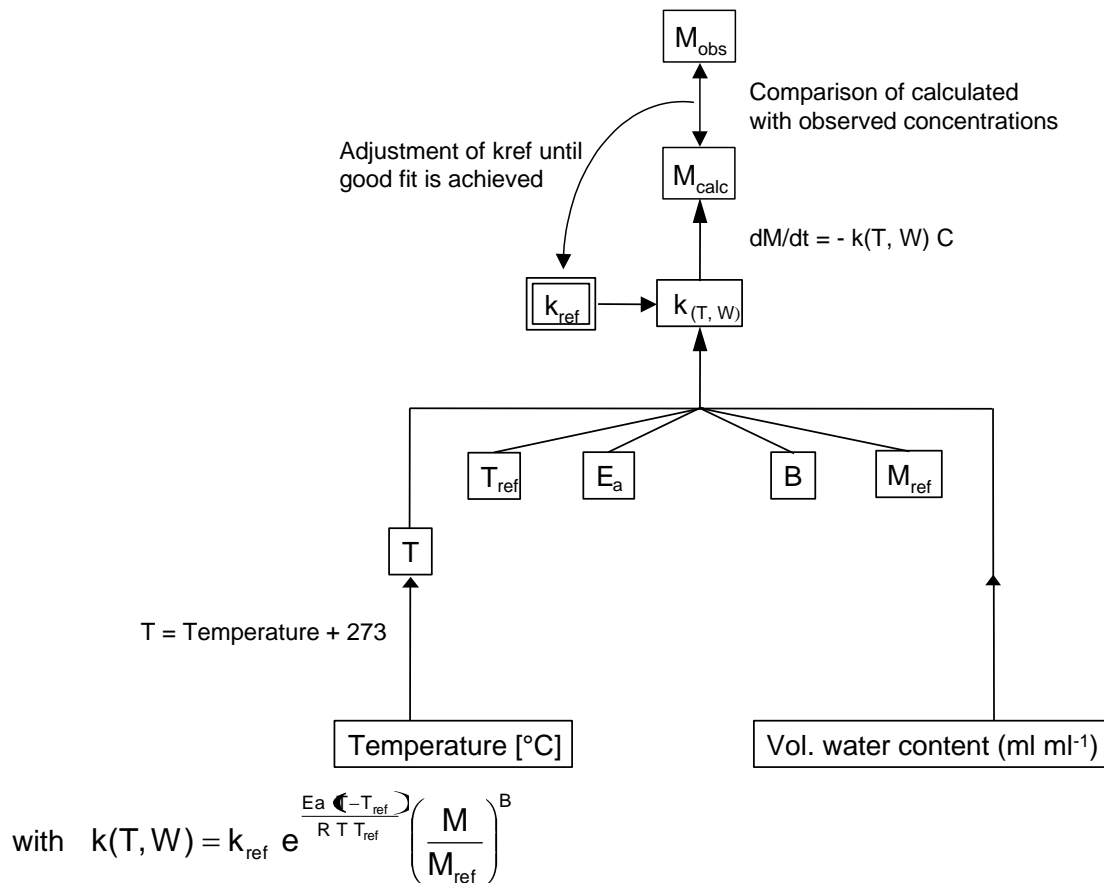 M_obs
Comparison of calculated
with observed concentrations
Adjustment of kref until
good fit is achieved
M_calc
dM/dt = - k(T, W) C
k_ref
k_(T, W)
T_ref
E_a
B
M_ref
T
T = Temperature + 273
Temperature [°C]
Vol. water content (ml ml⁻¹)
with k(T, W) = k_ref e^(Ea (T−T_ref) / R T T_ref) (M / M_ref)^B